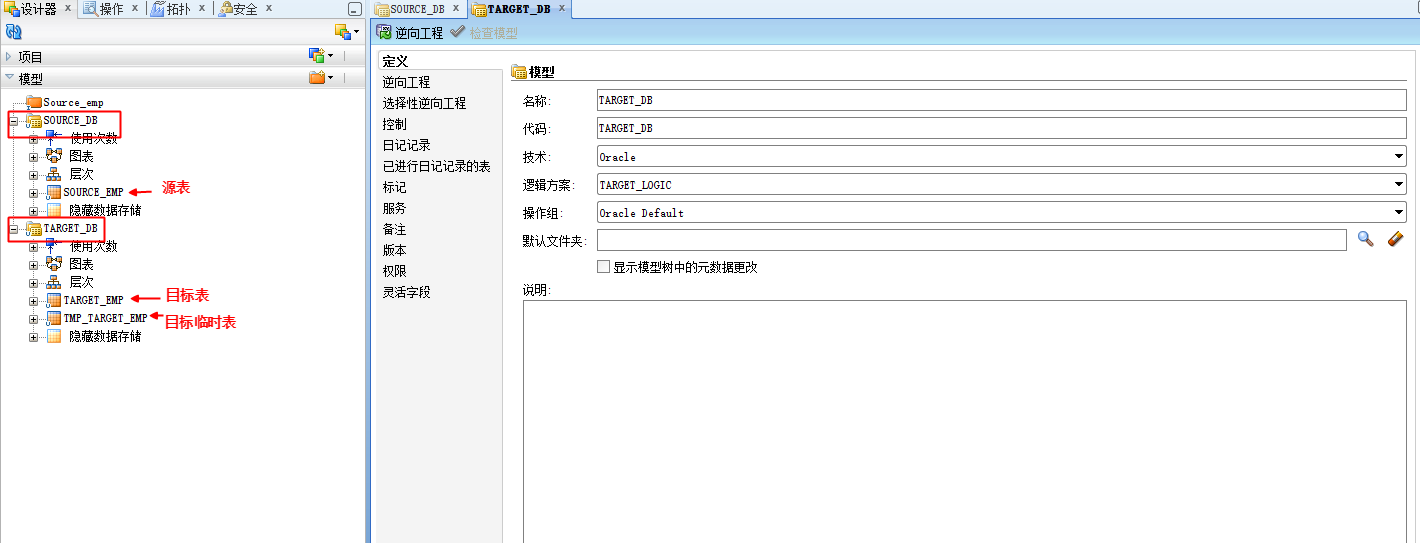 设计器 操作 拓扑 安全
项目
模型
Source_emp
SOURCE_DB
使用次数
图表
层次
SOURCE_EMP 源表
隐藏数据存储
TARGET_DB
使用次数
图表
层次
TARGET_EMP 目标表
TMP_TARGET_EMP 目标临时表
隐藏数据存储
SOURCE_DB TARGET_DB
逆向工程 检查模型
定义
逆向工程
选择性逆向工程
控制
日记记录
已进行日记记录的表
标记
服务
备注
版本
权限
灵活字段
模型
名称: TARGET_DB
代码: TARGET_DB
技术: Oracle
逻辑方案: TARGET_LOGIC
操作组: Oracle Default
默认文件夹:
显示模型树中的元数据更改
说明: